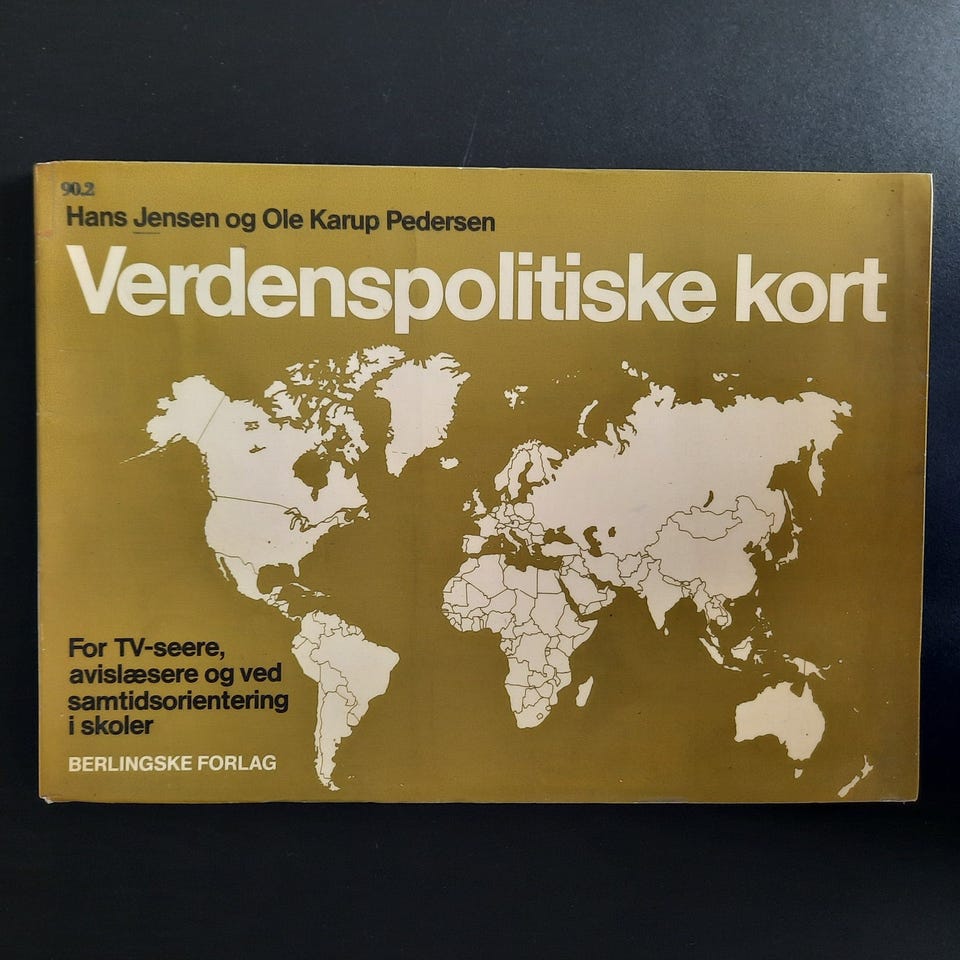 90.2
Hans Jensen og Ole Karup Pedersen
Verdenspolitiske kort
For TV-seere,
avislæsere og ved
samtidsorientering
i skoler
BERLINGSKE FORLAG